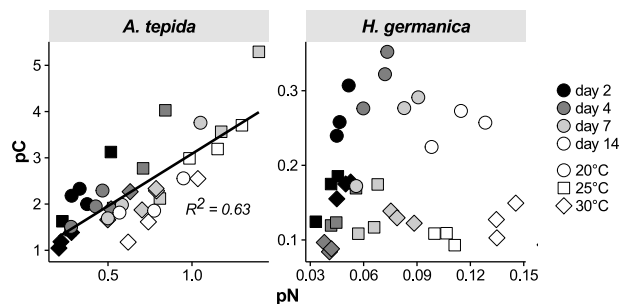 A. tepida
H. germanica
pC
5
4
3
2
1
R² = 0.63
0.5
1.0
0.3
0.2
0.1
0.03
0.06
0.09
0.12
0.15
pN
day 2
day 4
day 7
day 14
20°C
25°C
30°C